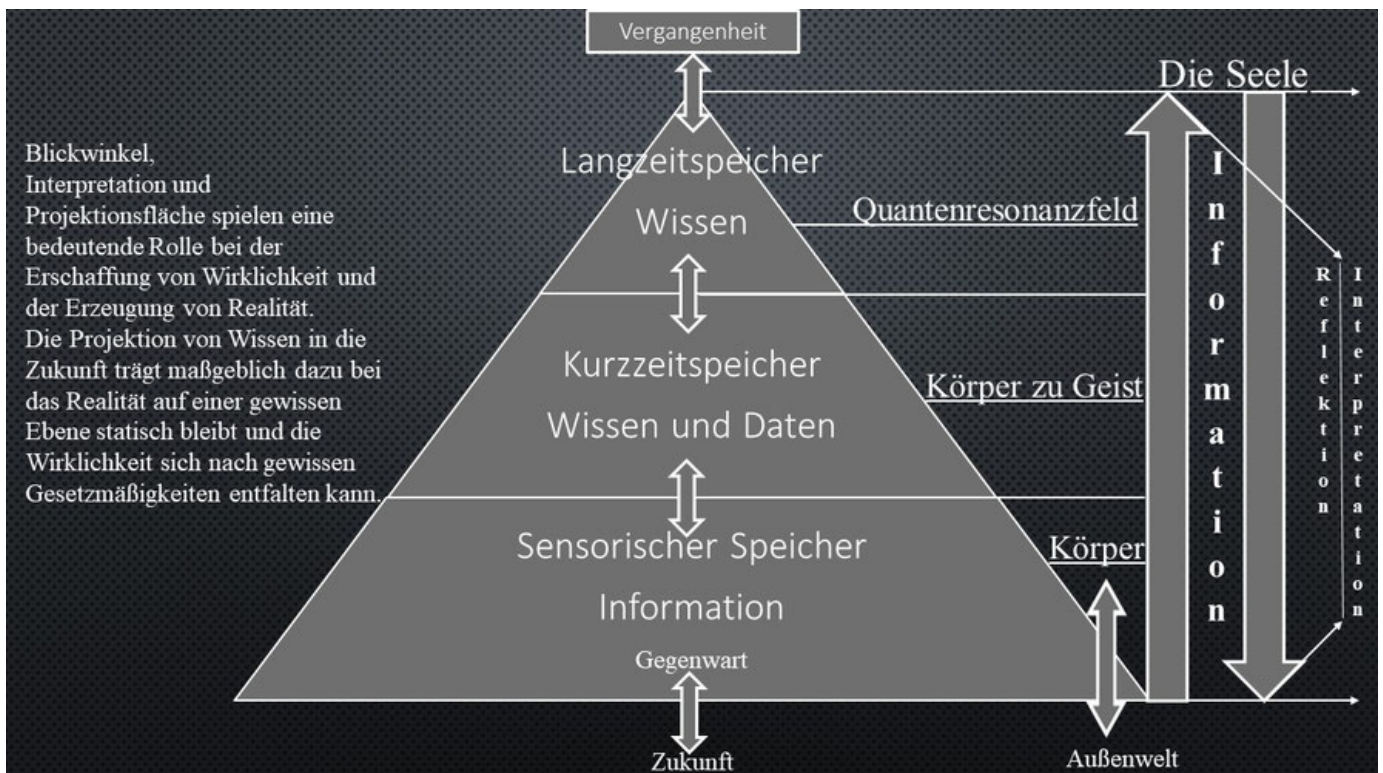 Vergangenheit
Die Seele
Blickwinkel,
Interpretation und
Projektionsfläche spielen eine
bedeutende Rolle bei der
Erschaffung von Wirklichkeit und
der Erzeugung von Realität.
Die Projektion von Wissen in die
Zukunft trägt maßgeblich dazu bei
das Realität auf einer gewissen
Ebene statisch bleibt und die
Wirklichkeit sich nach gewissen
Gesetzmäßigkeiten entfalten kann.
Langzeitspeicher
Wissen
Quantenresonanzfeld
Kurzzeitspeicher
Wissen und Daten
Körper zu Geist
Sensorischer Speicher
Information
Körper
Gegenwart
Zukunft
Außenwelt
Information
Reflektion
Interpretation